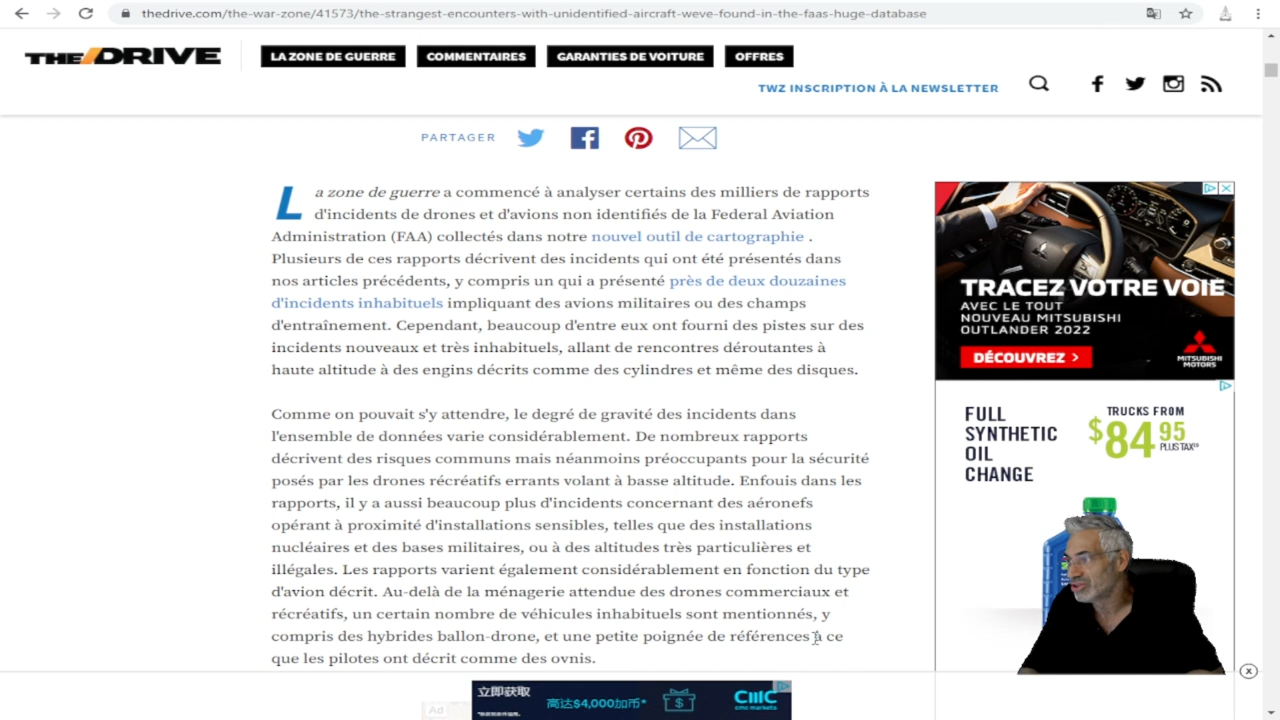 thedrive.com/the-war-zone/41573/the-strangest-encounters-with-unidentified-aircraft-weve-found-in-the-faas-huge-database
THE/DRIVE
LA ZONE DE GUERRE
COMMENTAIRES
GARANTIES DE VOITURE
OFFRES
TWZ INSCRIPTION À LA NEWSLETTER
PARTAGER
La zone de guerre a commencé à analyser certains des milliers de rapports
d'incidents de drones et d'avions non identifiés de la Federal Aviation
Administration (FAA) collectés dans notre nouvel outil de cartographie .
Plusieurs de ces rapports décrivent des incidents qui ont été présentés dans
nos articles précédents, y compris un qui a présenté près de deux douzaines
d'incidents inhabituels impliquant des avions militaires ou des champs
d'entraînement. Cependant, beaucoup d'entre eux ont fourni des pistes sur des
incidents nouveaux et très inhabituels, allant de rencontres déroutantes à
haute altitude à des engins décrits comme des cylindres et même des disques.
Comme on pouvait s'y attendre, le degré de gravité des incidents dans
l'ensemble de données varie considérablement. De nombreux rapports
décrivent des risques communs mais néanmoins préoccupants pour la sécurité
posés par les drones récréatifs errants volant à basse altitude. Enfouis dans les
rapports, il y a aussi beaucoup plus d'incidents concernant des aéronefs
opérant à proximité d'installations sensibles, telles que des installations
nucléaires et des bases militaires, ou à des altitudes très particulières et
illégales. Les rapports varient également considérablement en fonction du type
d'avion décrit. Au-delà de la ménagerie attendue des drones commerciaux et
récréatifs, un certain nombre de véhicules inhabituels sont mentionnés, y
compris des hybrides ballon-drone, et une petite poignée de références à ce
que les pilotes ont décrit comme des ovnis.
TRACEZ VOTRE VOIE
AVEC LE TOUT
NOUVEAU MITSUBISHI
OUTLANDER 2022
DÉCOUVREZ >
MITSUBISHI
MOTORS
FULL
SYNTHETIC
OIL
CHANGE
TRUCKS FROM
$84.95
PLUS TAX
Ad
立即获取
高达$4,000加币*
$
CMC
cmc markets